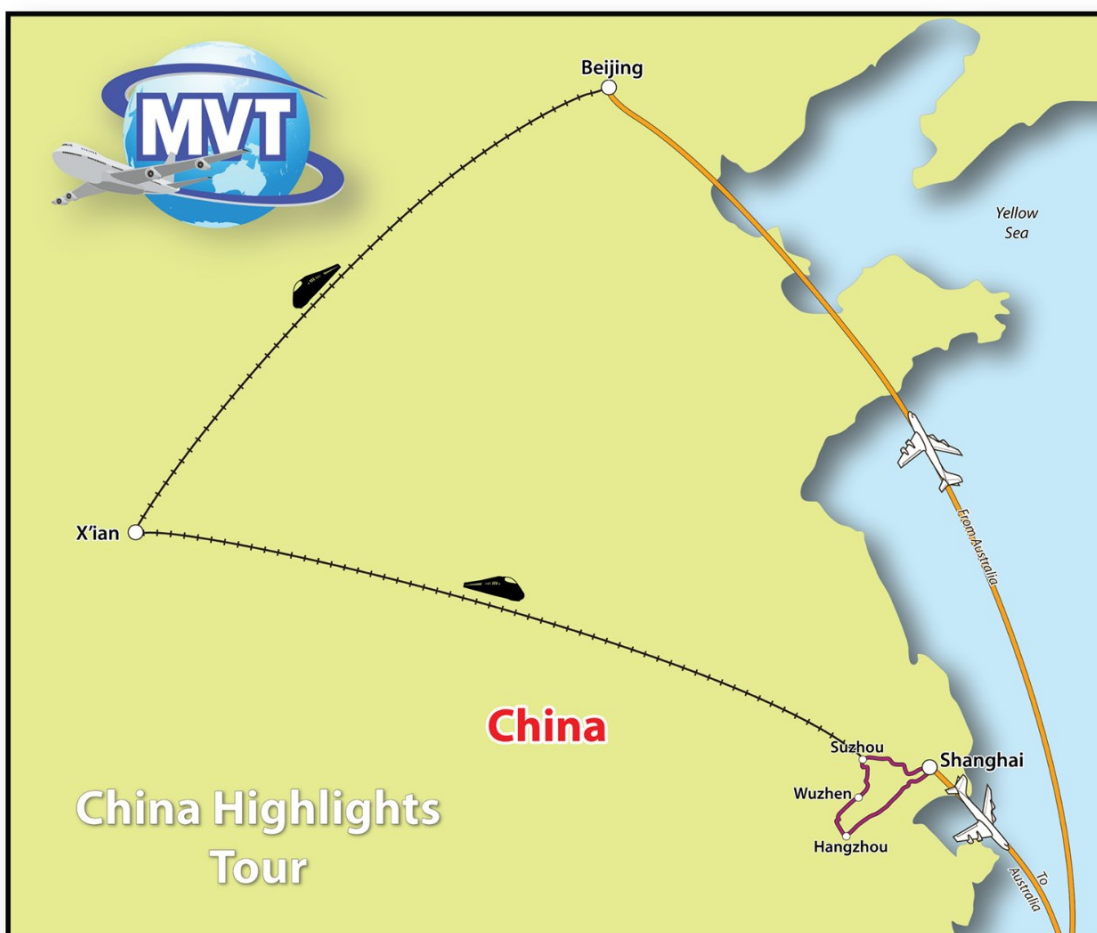 MVT
Beijing
Yellow
Sea
From Australia
X'ian
China
Suzhou
Shanghai
Wuzhen
Hangzhou
China Highlights
Tour
To
Australia